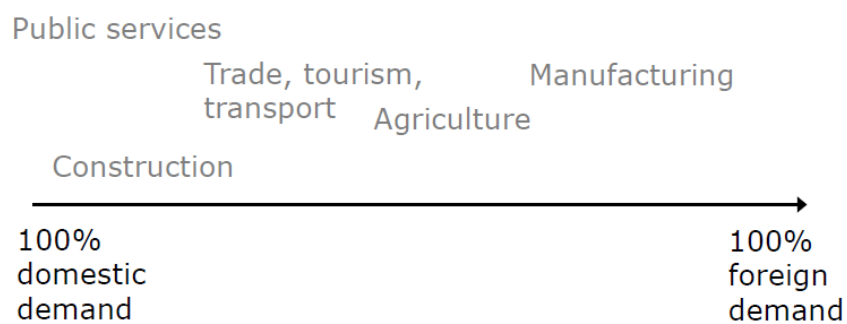 Public services
Trade, tourism,
transport
Manufacturing
Agriculture
Construction
100%
domestic
demand
100%
foreign
demand